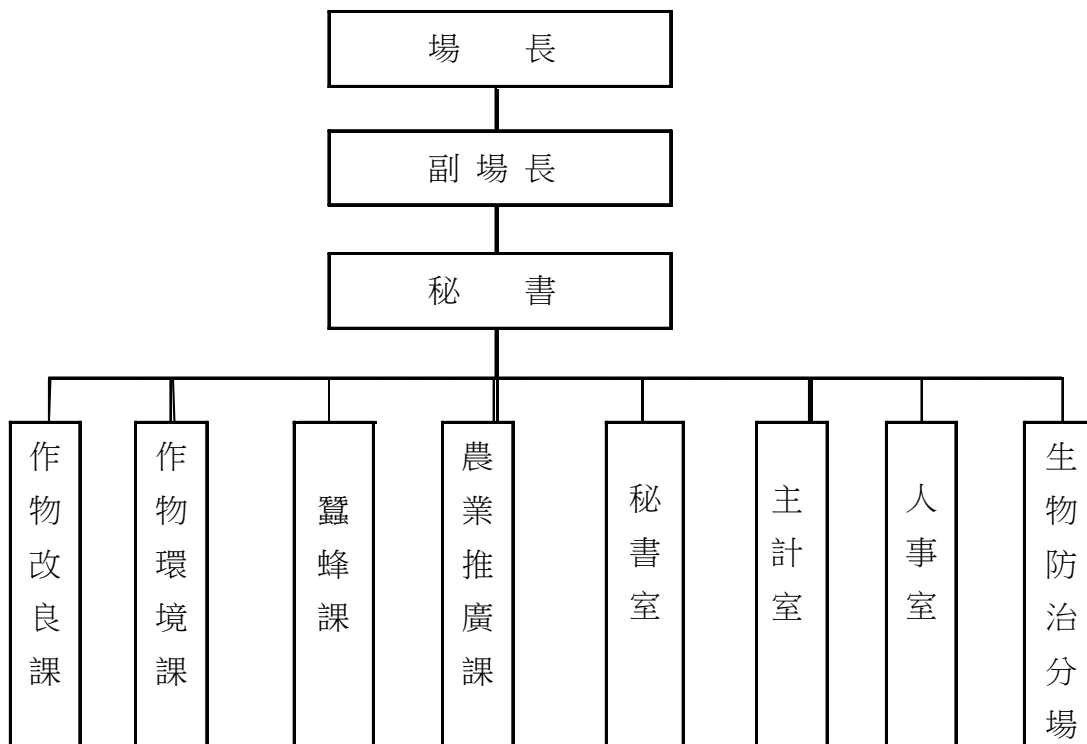 場長
副場長
秘書
作物改良課
作物環境課
蠶蜂課
農業推廣課
秘書室
主計室
人事室
生物防治分場